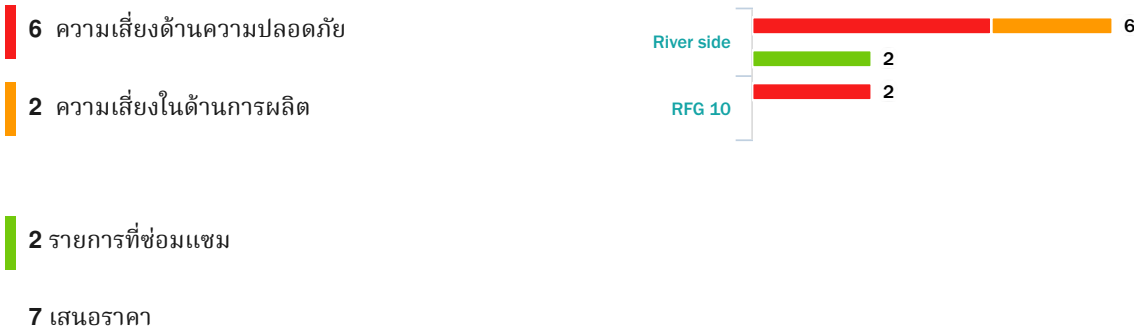 6 ความเสี่ยงด้านความปลอดภัย
2 ความเสี่ยงในด้านการผลิต
2 รายการที่ซ่อมแซม
7 เสนอราคา
River side
6
2
RFG 10
2